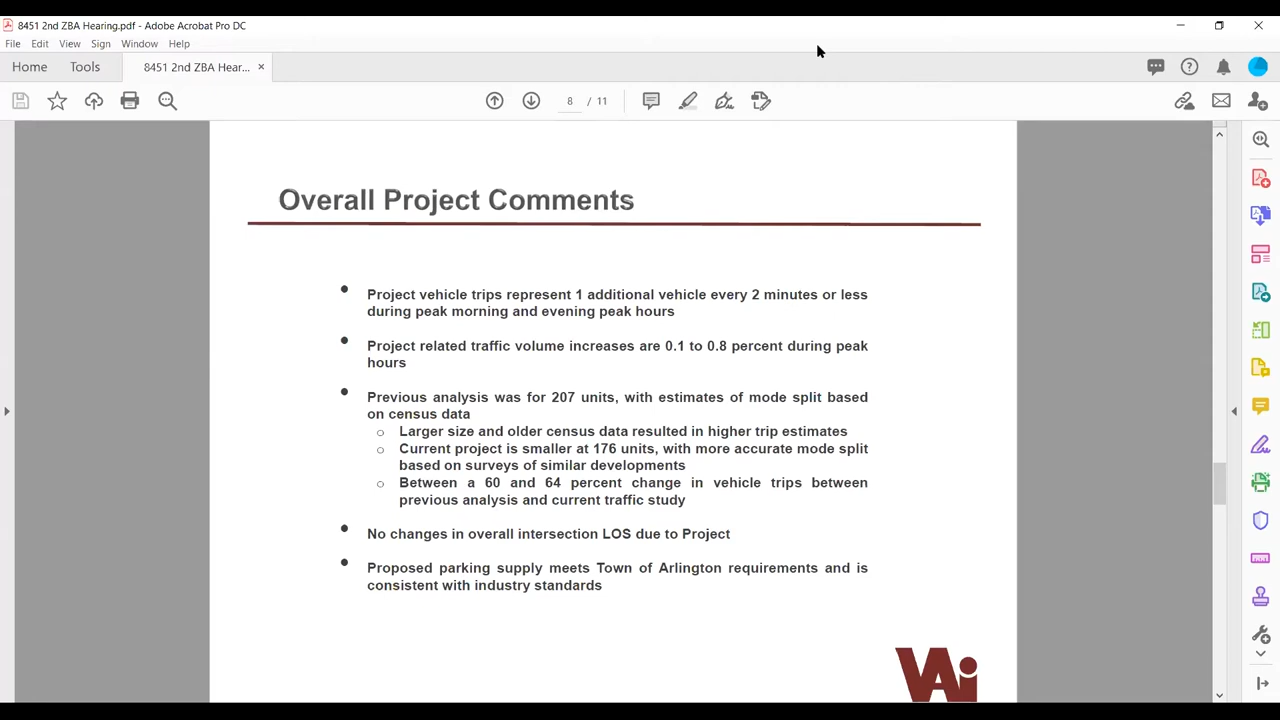 8451 2nd ZBA Hearing.pdf - Adobe Acrobat Pro DC
File Edit View Sign Window Help
Home Tools 8451 2nd ZBA Hear... ×
8 / 11
Overall Project Comments
• Project vehicle trips represent 1 additional vehicle every 2 minutes or less
during peak morning and evening peak hours
• Project related traffic volume increases are 0.1 to 0.8 percent during peak
hours
• Previous analysis was for 207 units, with estimates of mode split based
on census data
○ Larger size and older census data resulted in higher trip estimates
○ Current project is smaller at 176 units, with more accurate mode split
based on surveys of similar developments
○ Between a 60 and 64 percent change in vehicle trips between
previous analysis and current traffic study
• No changes in overall intersection LOS due to Project
• Proposed parking supply meets Town of Arlington requirements and is
consistent with industry standards
VAi